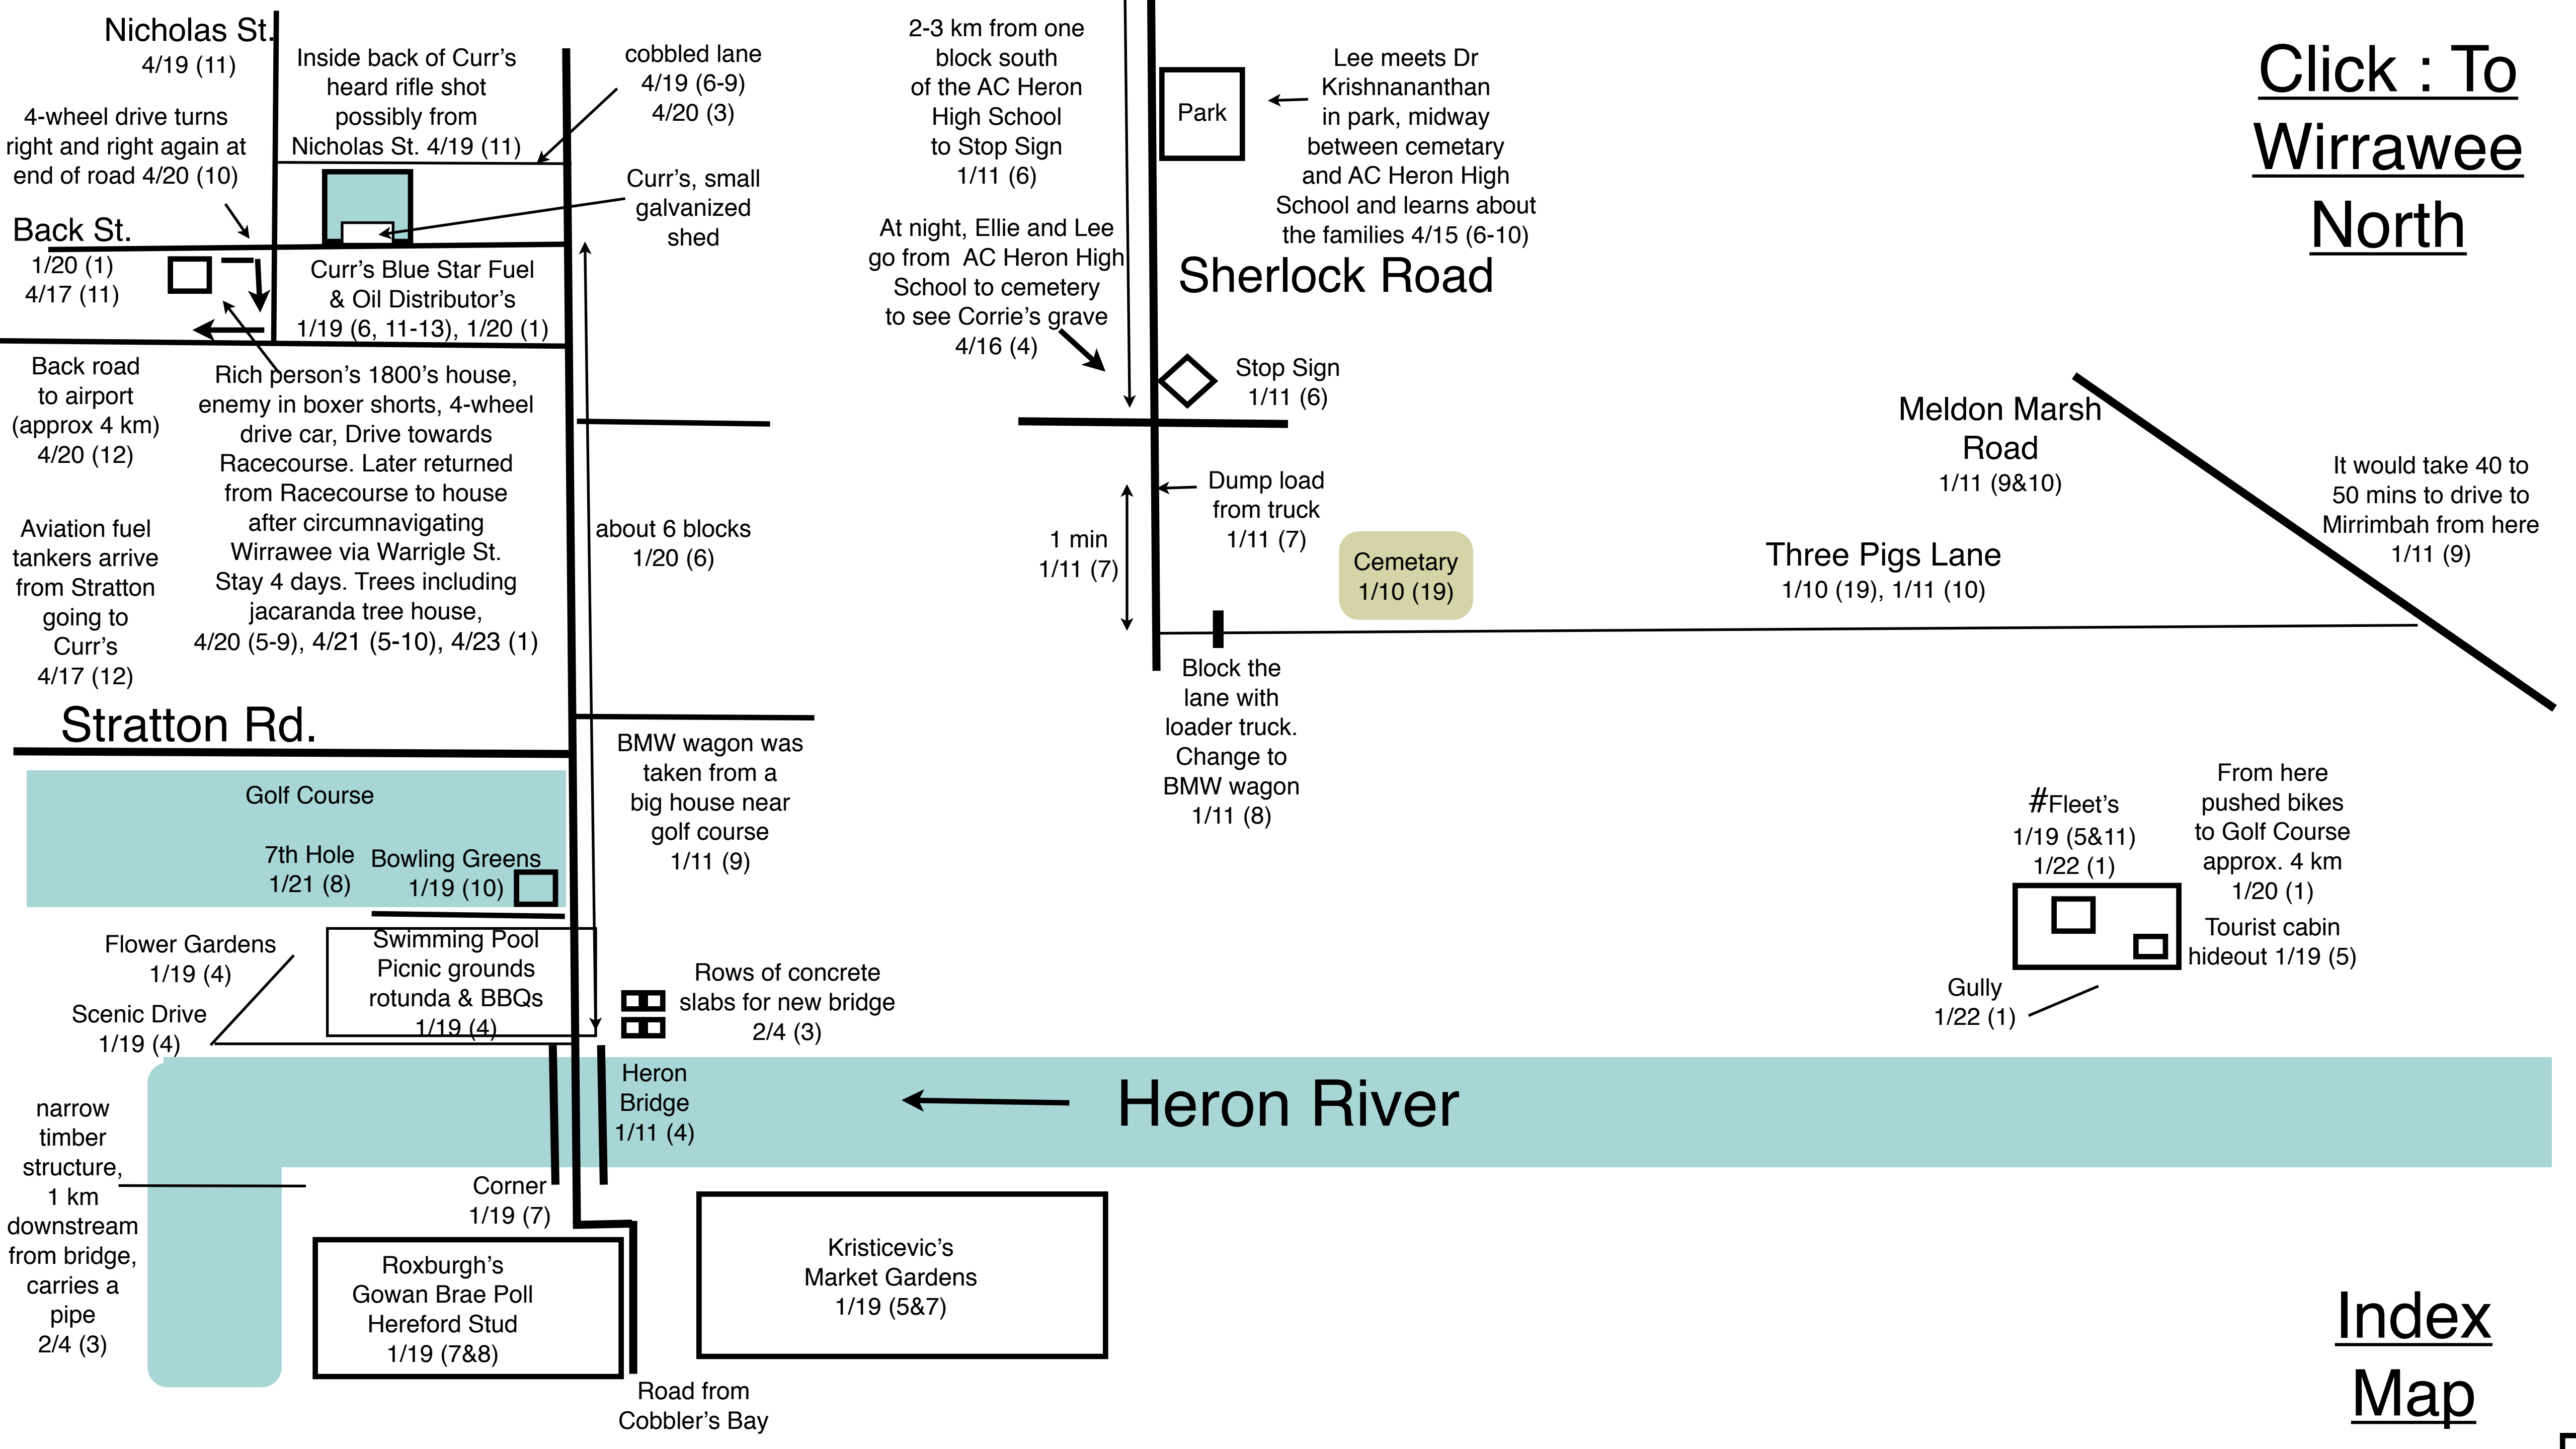 Nicholas St.
4/19 (11)
4-wheel drive turns
right and right again at
end of road 4/20 (10)
Back St.
1/20 (1)
4/17 (11)
Inside back of Curr's
heard rifle shot
possibly from
Nicholas St. 4/19 (11)
cobbled lane
4/19 (6-9)
4/20 (3)
Curr's, small
galvanized
shed
Curr's Blue Star Fuel
& Oil Distributor's
1/19 (6, 11-13), 1/20 (1)
Back road
to airport
(approx 4 km)
4/20 (12)
Rich person's 1800's house,
enemy in boxer shorts, 4-wheel
drive car, Drive towards
Racecourse. Later returned
from Racecourse to house
after circumnavigating
Wirrawee via Warrigle St.
Stay 4 days. Trees including
jacaranda tree house,
4/20 (5-9), 4/21 (5-10), 4/23 (1)
Aviation fuel
tankers arrive
from Stratton
going to
Curr's
4/17 (12)
about 6 blocks
1/20 (6)
Stratton Rd.
BMW wagon was
taken from a
big house near
golf course
1/11 (9)
Golf Course
7th Hole
1/21 (8)
Bowling Greens
1/19 (10)
Flower Gardens
1/19 (4)
Scenic Drive
1/19 (4)
Swimming Pool
Picnic grounds
rotunda & BBQs
1/19 (4)
Rows of concrete
slabs for new bridge
2/4 (3)
Heron
Bridge
1/11 (4)
Heron River
narrow
timber
structure,
1 km
downstream
from bridge,
carries a
pipe
2/4 (3)
Corner
1/19 (7)
Roxburgh's
Gowan Brae Poll
Hereford Stud
1/19 (7&8)
Kristicevic's
Market Gardens
1/19 (5&7)
Road from
Cobbler's Bay
2-3 km from one
block south
of the AC Heron
High School
to Stop Sign
1/11 (6)
At night, Ellie and Lee
go from AC Heron High
School to cemetery
to see Corrie's grave
4/16 (4)
Park
Lee meets Dr
Krishnananthan
in park, midway
between cemetary
and AC Heron High
School and learns about
the families 4/15 (6-10)
Sherlock Road
Stop Sign
1/11 (6)
Dump load
from truck
1/11 (7)
1 min
1/11 (7)
Cemetary
1/10 (19)
Block the
lane with
loader truck.
Change to
BMW wagon
1/11 (8)
Meldon Marsh
Road
1/11 (9&10)
Three Pigs Lane
1/10 (19), 1/11 (10)
It would take 40 to
50 mins to drive to
Mirrimbah from here
1/11 (9)
#Fleet's
1/19 (5&11)
1/22 (1)
From here
pushed bikes
to Golf Course
approx. 4 km
1/20 (1)
Tourist cabin
hideout 1/19 (5)
Gully
1/22 (1)
Click : To
Wirrawee
North
Index
Map